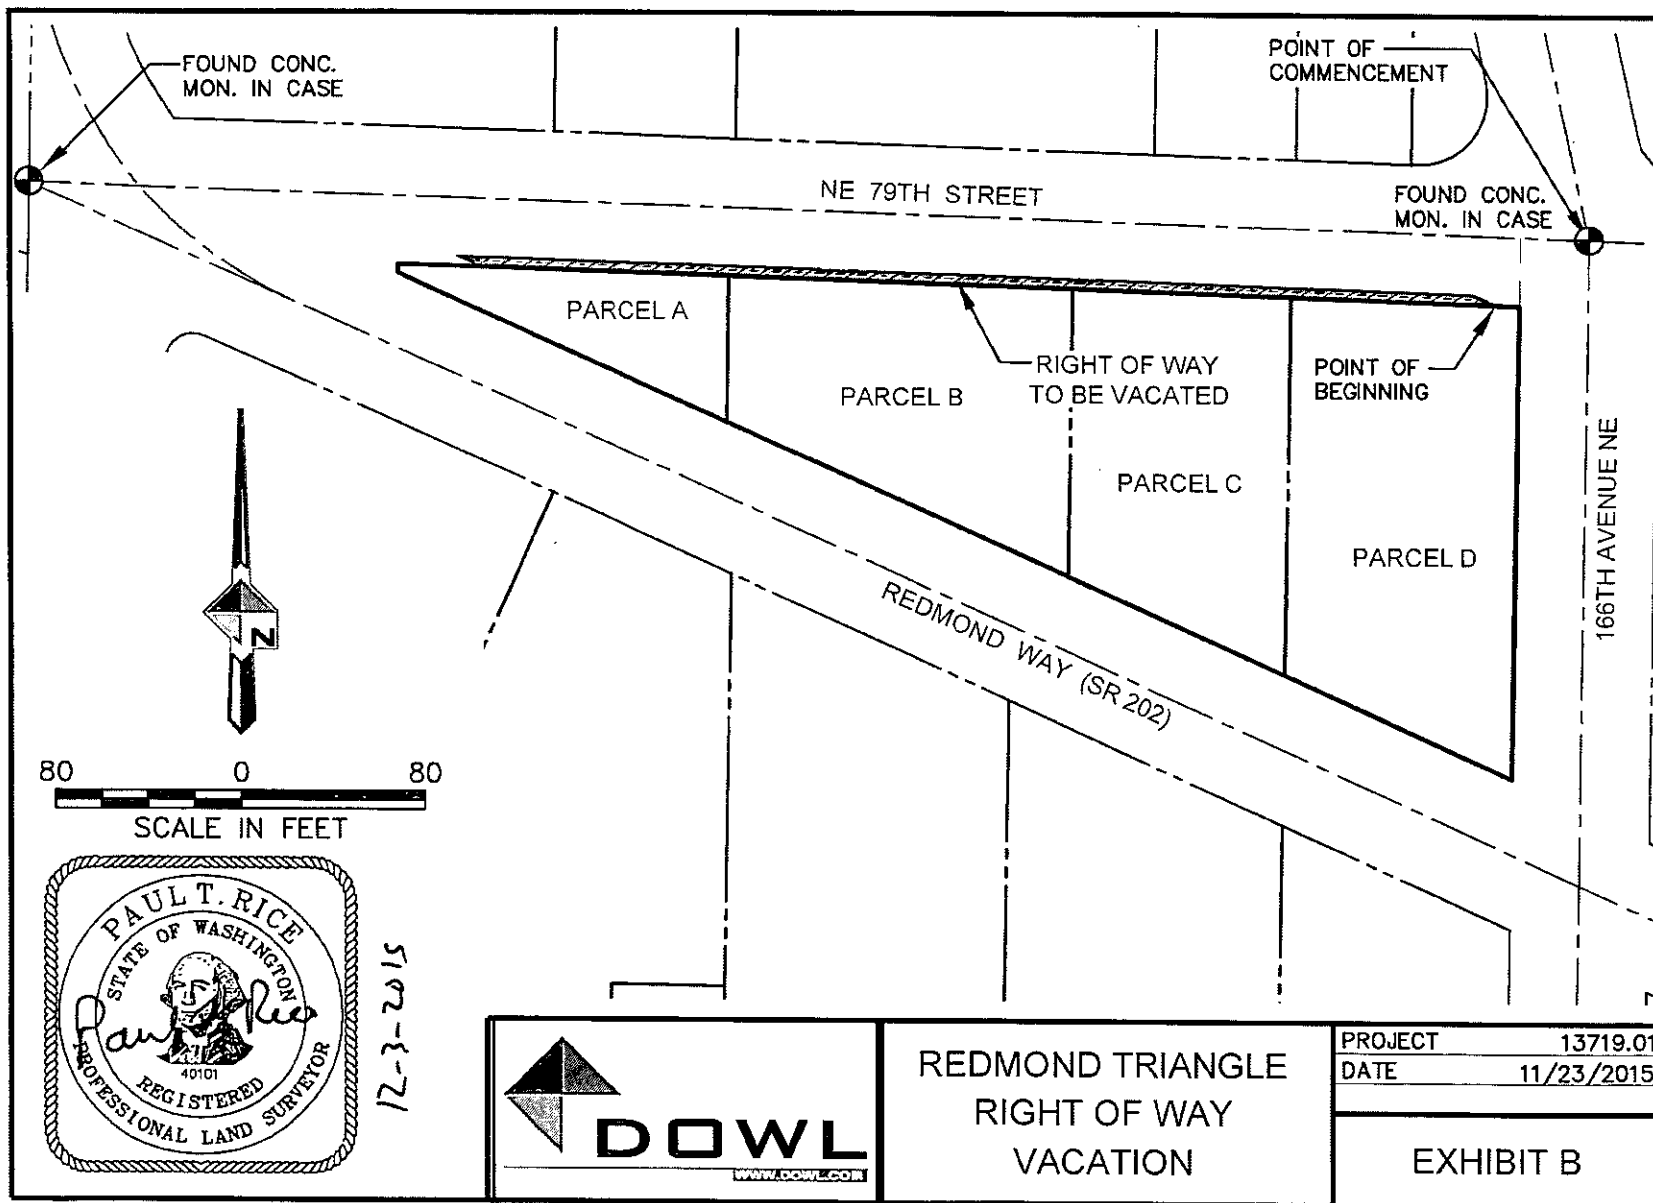 FOUND CONC.
MON. IN CASE
POINT OF
COMMENCEMENT
NE 79TH STREET
FOUND CONC.
MON. IN CASE
PARCEL A
PARCEL B
RIGHT OF WAY
TO BE VACATED
POINT OF
BEGINNING
PARCEL C
PARCEL D
166TH AVENUE NE
REDMOND WAY (SR 202)
N
80 0 80
SCALE IN FEET
PAUL T. RICE
STATE OF WASHINGTON
40101
REGISTERED
PROFESSIONAL LAND SURVEYOR
12-3-2015
DOWL
WWW.DOWL.COM
REDMOND TRIANGLE
RIGHT OF WAY
VACATION
PROJECT 13719.01
DATE 11/23/2015
EXHIBIT B